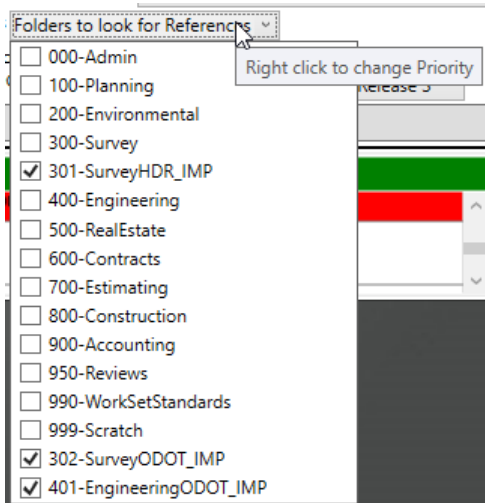 Folders to look for References
Right click to change Priority
Release 3
000-Admin
100-Planning
200-Environmental
300-Survey
301-SurveyHDR_IMP
400-Engineering
500-RealEstate
600-Contracts
700-Estimating
800-Construction
900-Accounting
950-Reviews
990-WorkSetStandards
999-Scratch
302-SurveyODOT_IMP
401-EngineeringODOT_IMP